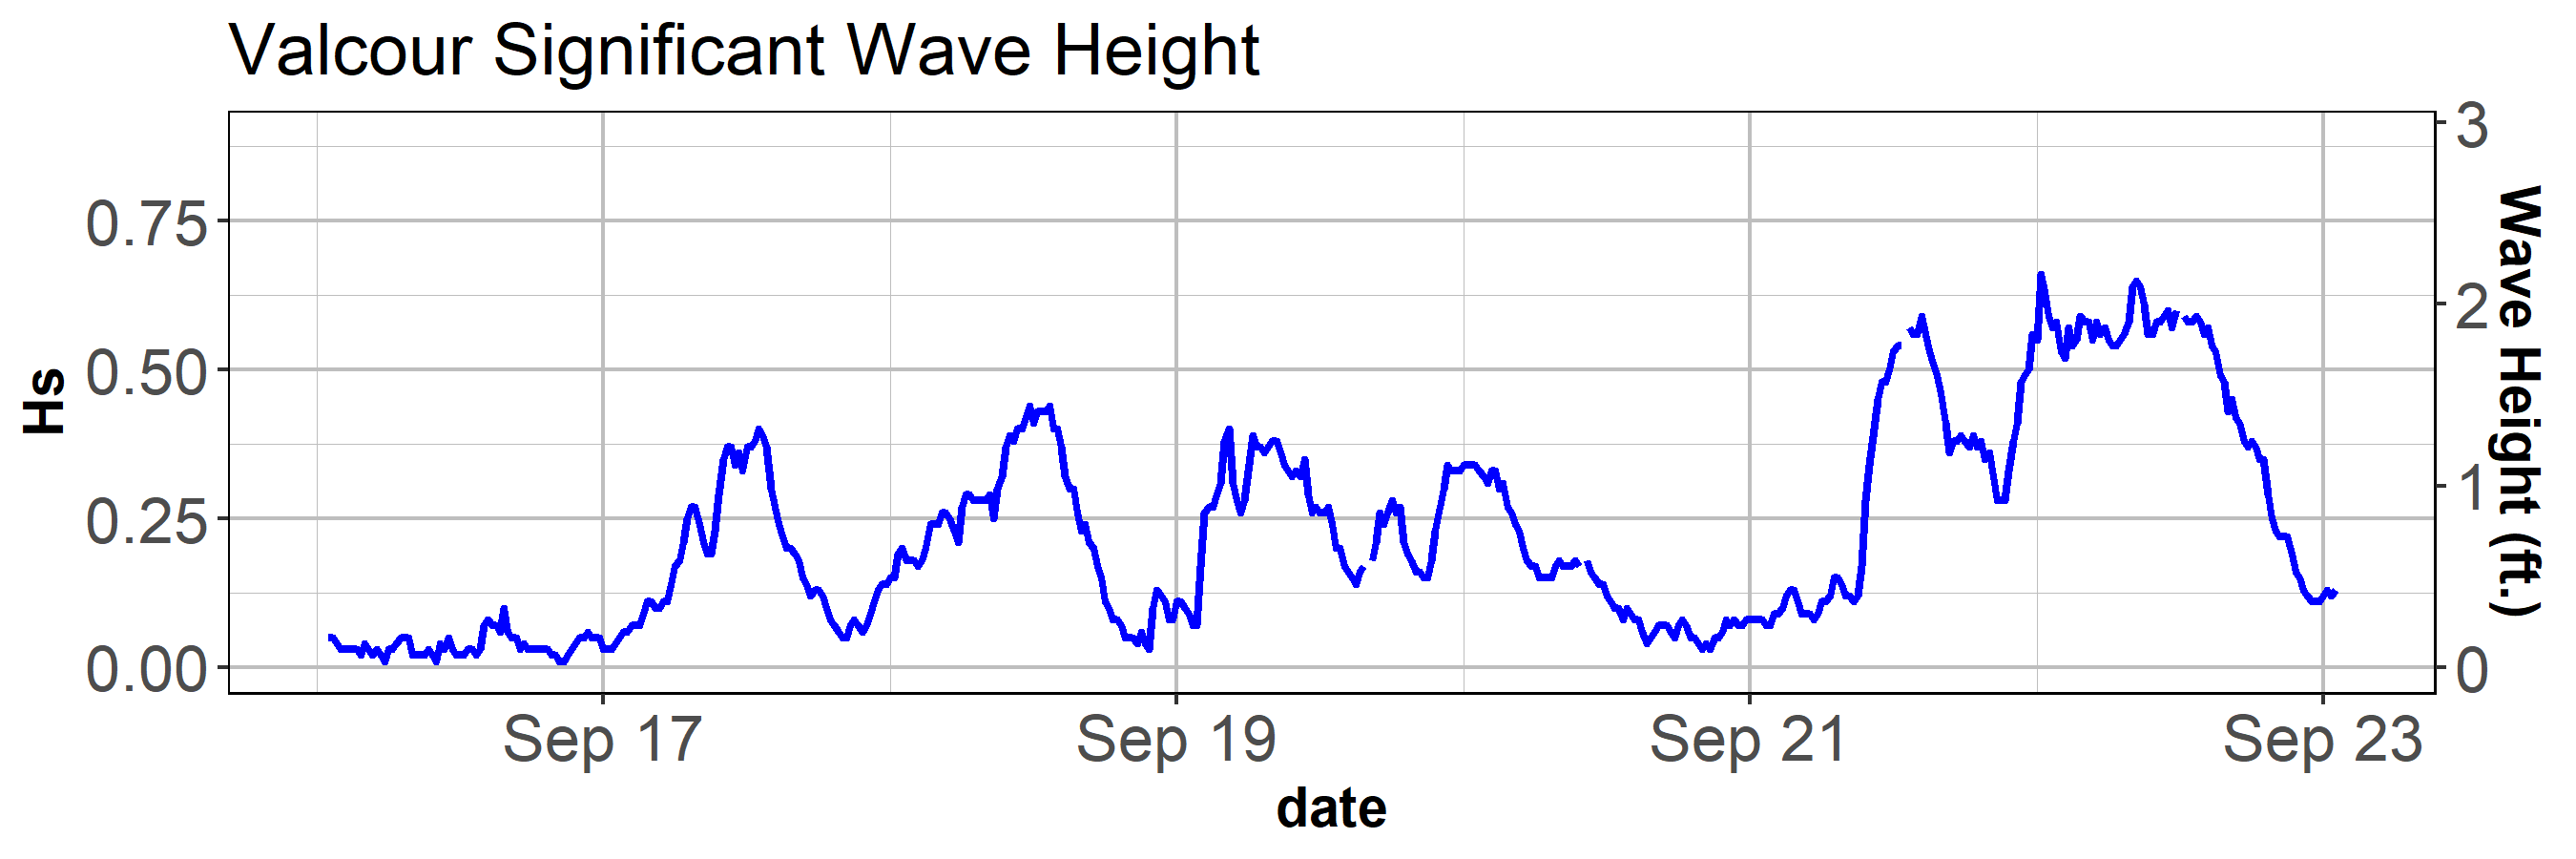 Valcour Significant Wave Height
Hs
0.75
0.50
0.25
0.00
3
2
1
0
Wave Height (ft.)
Sep 17
Sep 19
Sep 21
Sep 23
date